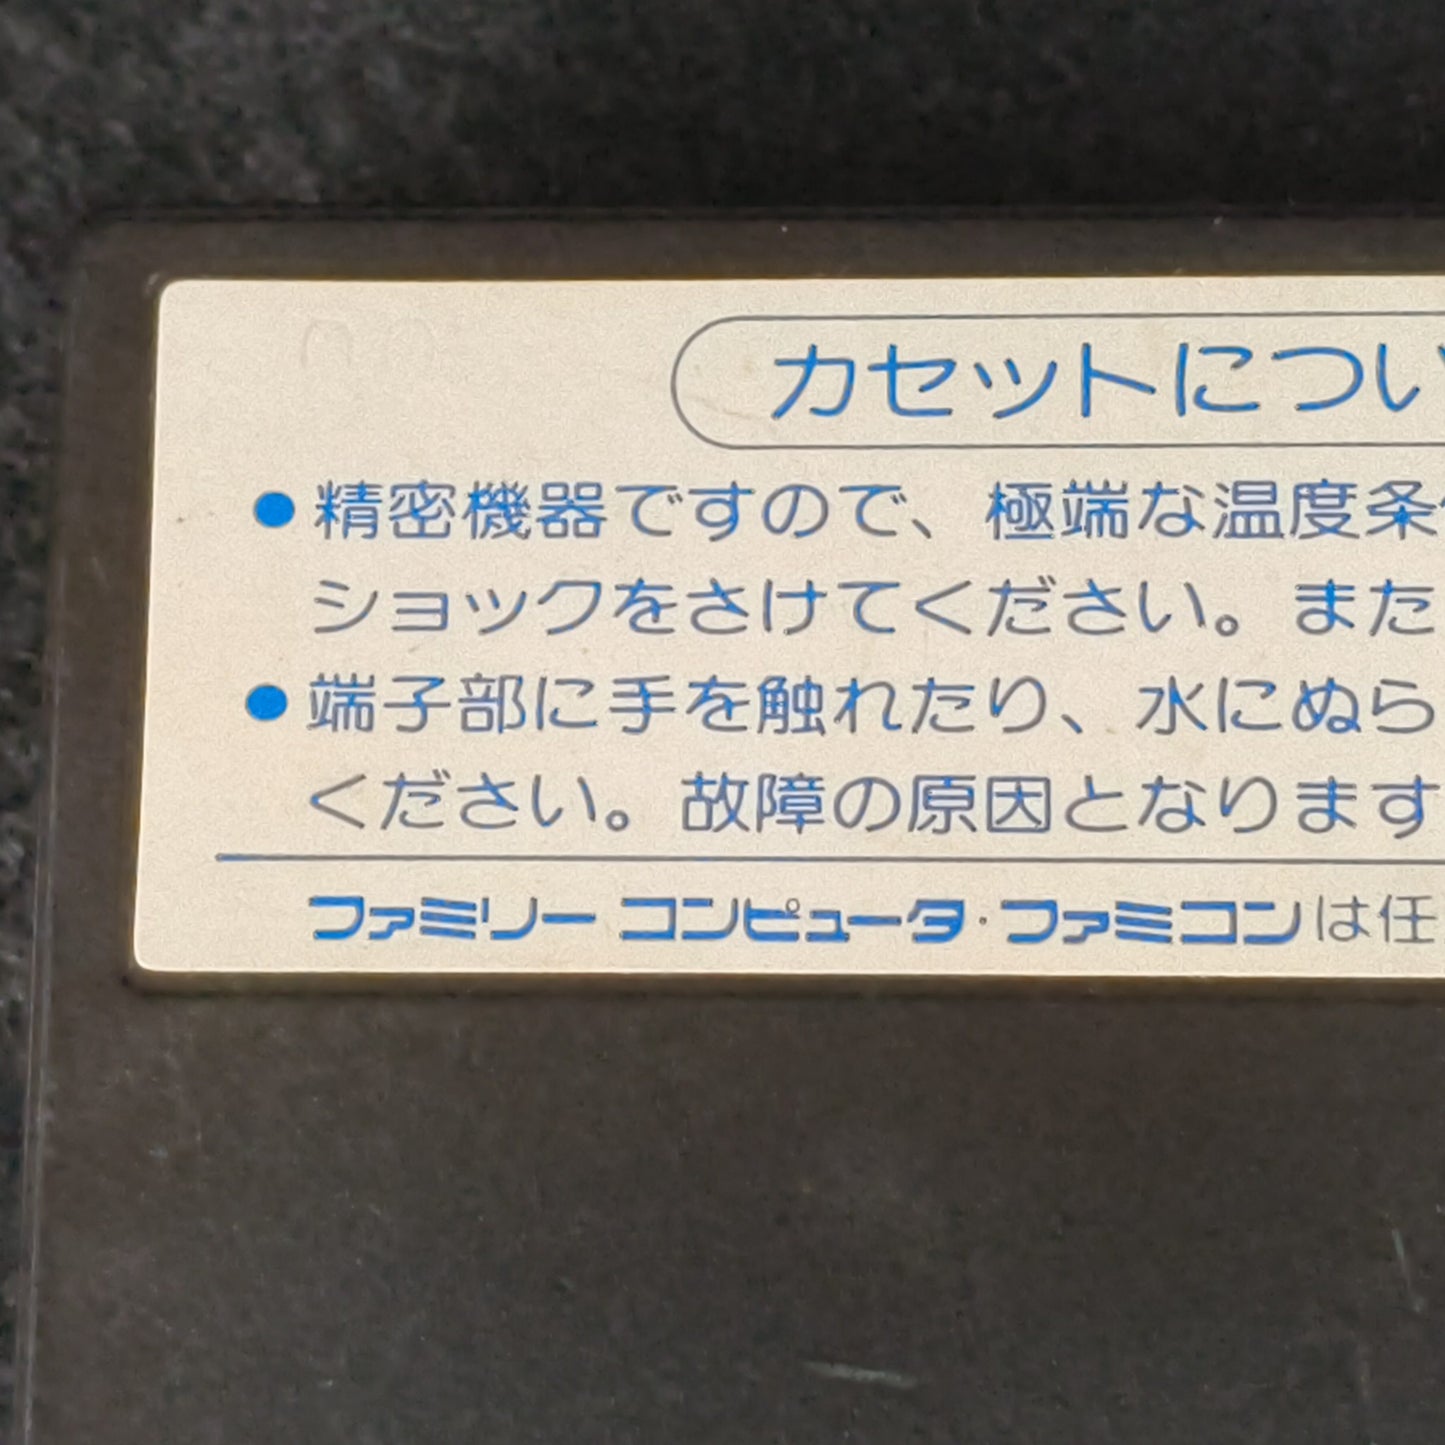 カセットについ
●精密機器ですので、極端な温度条
ショックをさけてください。また
●端子部に手を触れたり、水にぬら
ください。故障の原因となります
ファミリー コンピュータ・ファミコンは任